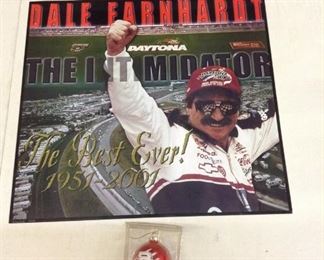 DALE EARNHARDT
DAYTONA
THE INTIMIDATOR
The Best Ever!
1951-2001